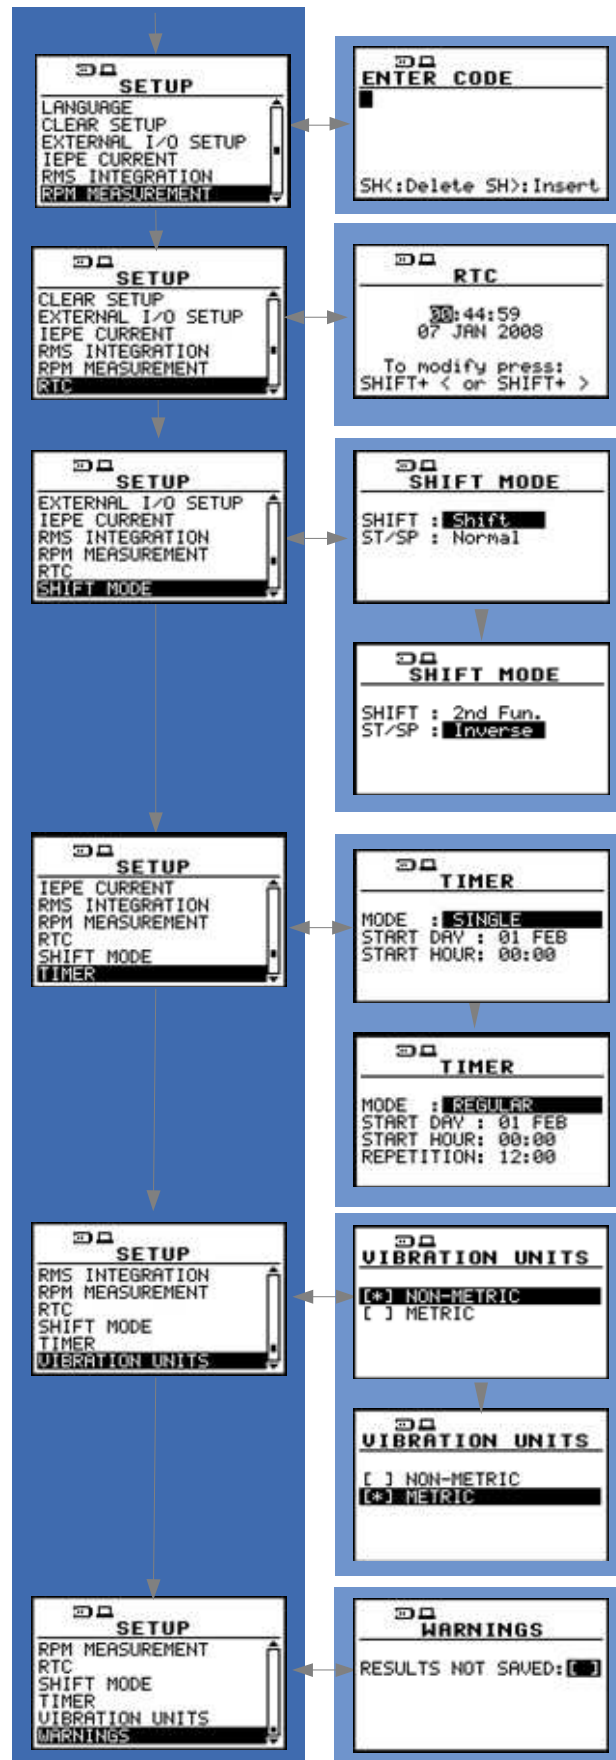 SETUP
LANGUAGE
CLEAR SETUP
EXTERNAL I/O SETUP
IEPE CURRENT
RMS INTEGRATION
RPM MEASUREMENT
ENTER CODE
SH<:Delete SH>:Insert
SETUP
CLEAR SETUP
EXTERNAL I/O SETUP
IEPE CURRENT
RMS INTEGRATION
RPM MEASUREMENT
RTC
RTC
00:44:59
07 JAN 2008
To modify press:
SHIFT+ < or SHIFT+ >
SETUP
EXTERNAL I/O SETUP
IEPE CURRENT
RMS INTEGRATION
RPM MEASUREMENT
RTC
SHIFT MODE
SHIFT MODE
SHIFT : Shift
ST/SP : Normal
SHIFT MODE
SHIFT : 2nd Fun.
ST/SP : Inverse
SETUP
IEPE CURRENT
RMS INTEGRATION
RPM MEASUREMENT
RTC
SHIFT MODE
TIMER
TIMER
MODE : SINGLE
START DAY : 01 FEB
START HOUR: 00:00
TIMER
MODE : REGULAR
START DAY : 01 FEB
START HOUR: 00:00
REPETITION: 12:00
SETUP
RMS INTEGRATION
RPM MEASUREMENT
RTC
SHIFT MODE
TIMER
VIBRATION UNITS
VIBRATION UNITS
[*] NON-METRIC
[ ] METRIC
VIBRATION UNITS
[ ] NON-METRIC
[*] METRIC
SETUP
RPM MEASUREMENT
RTC
SHIFT MODE
TIMER
VIBRATION UNITS
WARNINGS
WARNINGS
RESULTS NOT SAVED:[ ]